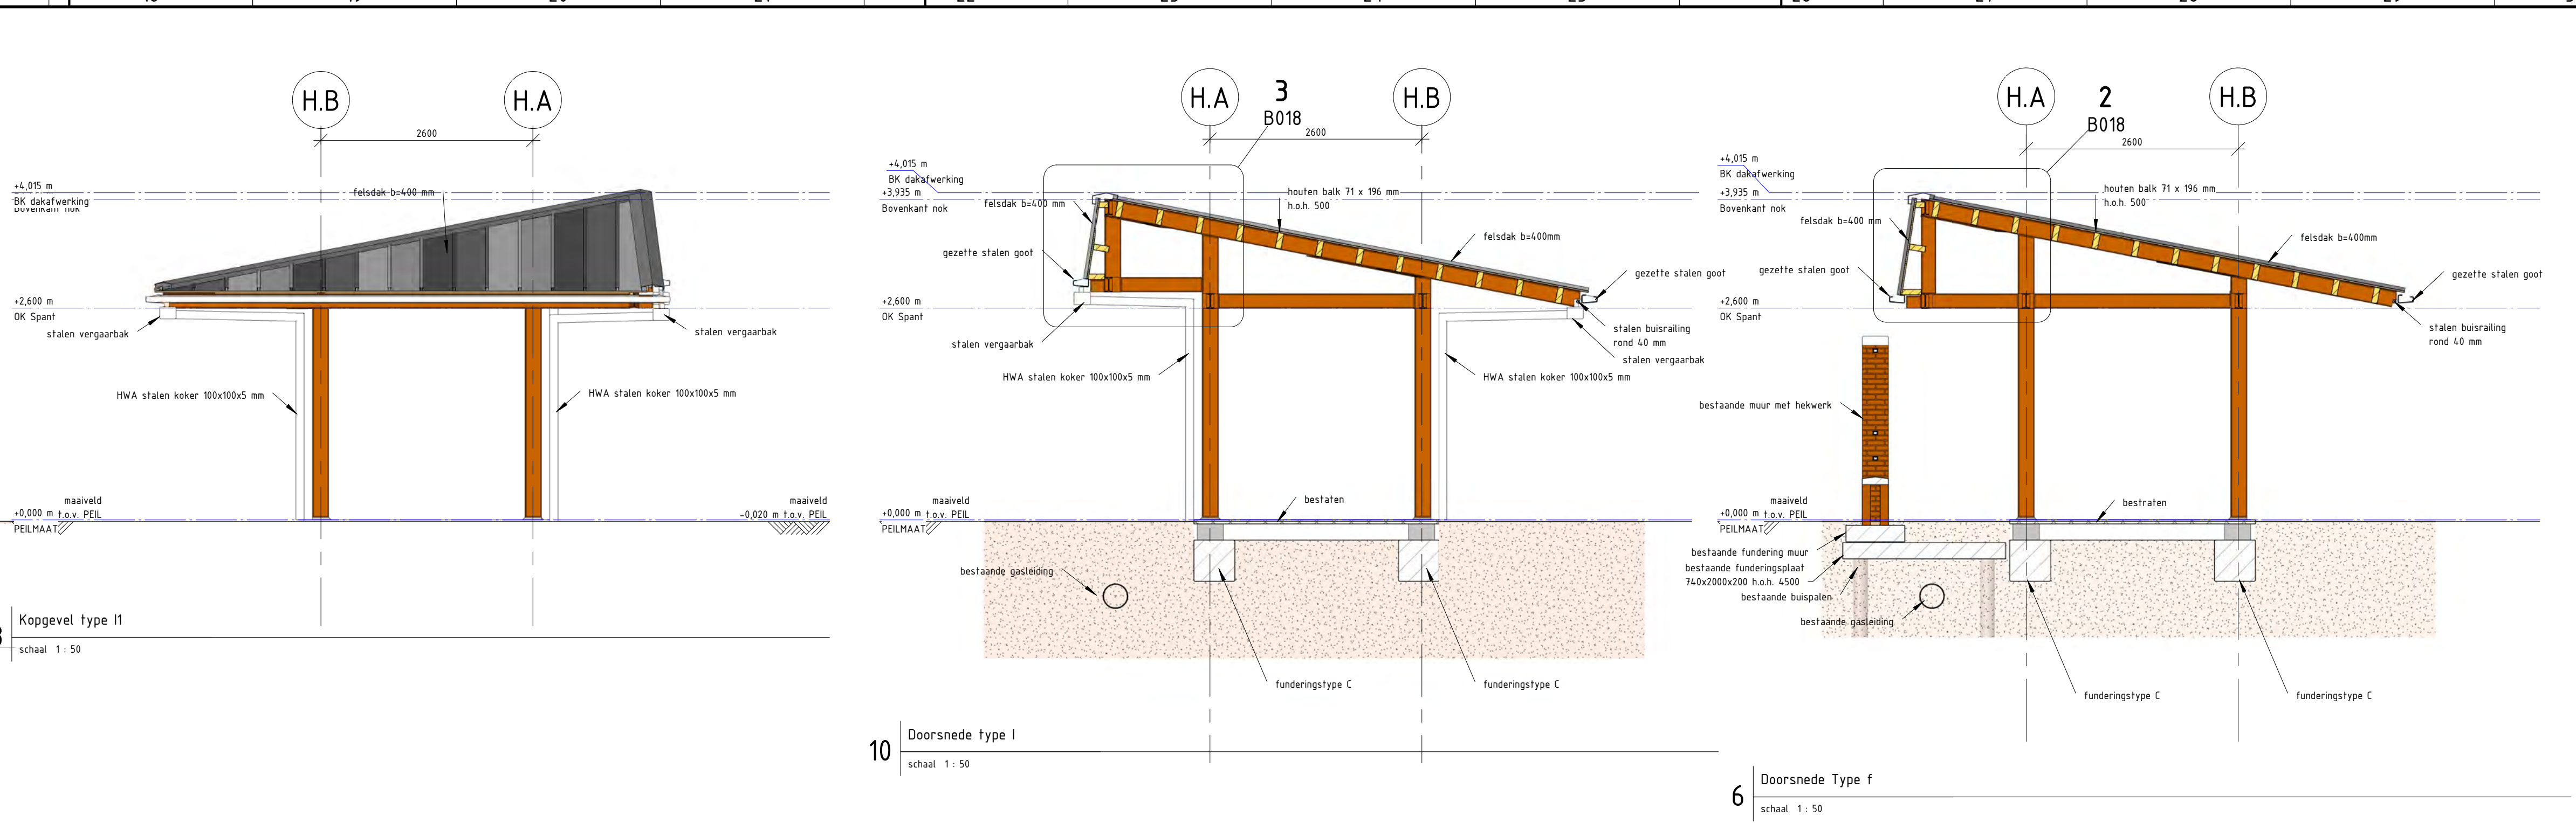 H.B
H.A
2600
+4,015 m
BK dakafwerking
felsdak b=400 mm
+2,600 m
OK Spant
stalen vergaarbak
stalen vergaarbak
HWA stalen koker 100x100x5 mm
HWA stalen koker 100x100x5 mm
maaiveld
+0,000 m t.o.v. PEIL
PEILMAAT
maaiveld
-0,020 m t.o.v. PEIL
Kopgevel type I1
schaal 1 : 50
H.A
3
B018
H.B
2600
+4,015 m
BK dakafwerking
+3,935 m
Bovenkant nok
felsdak b=400 mm
houten balk 71 x 196 mm
h.o.h. 500
felsdak b=400mm
gezette stalen goot
gezette stalen goot
+2,600 m
OK Spant
stalen buisrailing
rond 40 mm
stalen vergaarbak
stalen vergaarbak
HWA stalen koker 100x100x5 mm
HWA stalen koker 100x100x5 mm
maaiveld
+0,000 m t.o.v. PEIL
PEILMAAT
bestaten
bestaande gasleiding
funderingstype C
funderingstype C
10
Doorsnede type I
schaal 1 : 50
H.A
2
B018
H.B
2600
+4,015 m
BK dakafwerking
+3,935 m
Bovenkant nok
felsdak b=400 mm
houten balk 71 x 196 mm
h.o.h. 500
felsdak b=400mm
gezette stalen goot
gezette stalen goot
+2,600 m
OK Spant
stalen buisrailing
rond 40 mm
bestaande muur met hekwerk
maaiveld
+0,000 m t.o.v. PEIL
PEILMAAT
bestraten
bestaande fundering muur
bestaande funderingsplaat
740x2000x200 h.o.h. 4500
bestaande buispalen
bestaande gasleiding
funderingstype C
funderingstype C
6
Doorsnede Type f
schaal 1 : 50